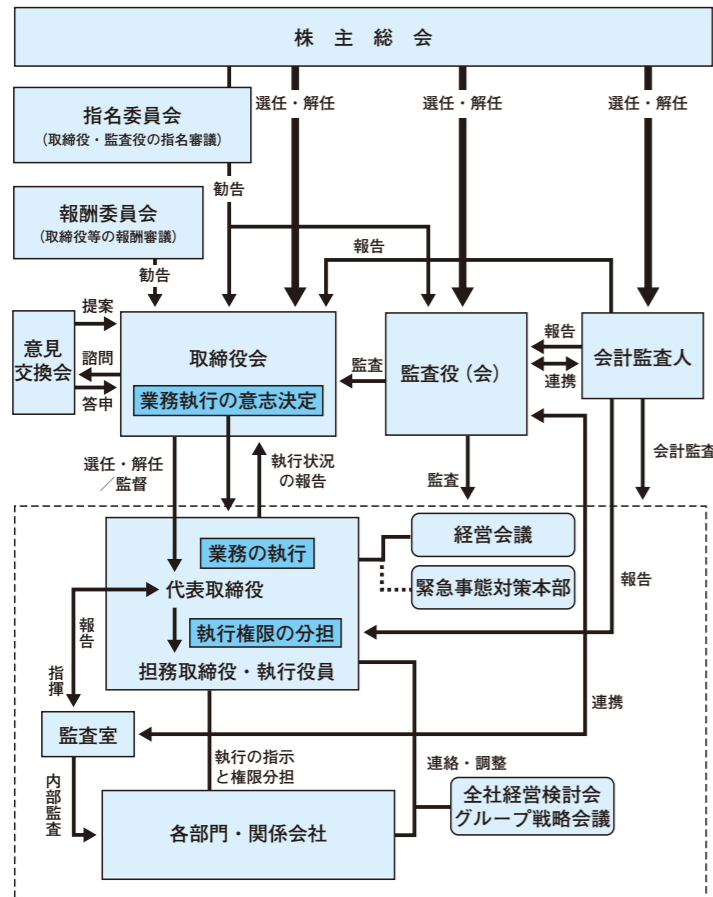 株主総会
選任・解任
選任・解任
選任・解任
指名委員会
（取締役・監査役の指名審議）
勧告
報酬委員会
（取締役等の報酬審議）
勧告
報告
意見
交換会
提案
諮問
答申
取締役会
業務執行の意志決定
監査
監査役（会）
報告
連携
会計監査人
選任・解任
／監督
執行状況
の報告
監査
会計監査
業務の執行
代表取締役
執行権限の分担
担務取締役・執行役員
経営会議
緊急事態対策本部
報告
報告
指揮
監査室
連携
内部監査
執行の指示
と権限分担
連絡・調整
全社経営検討会
グループ戦略会議
各部門・関係会社